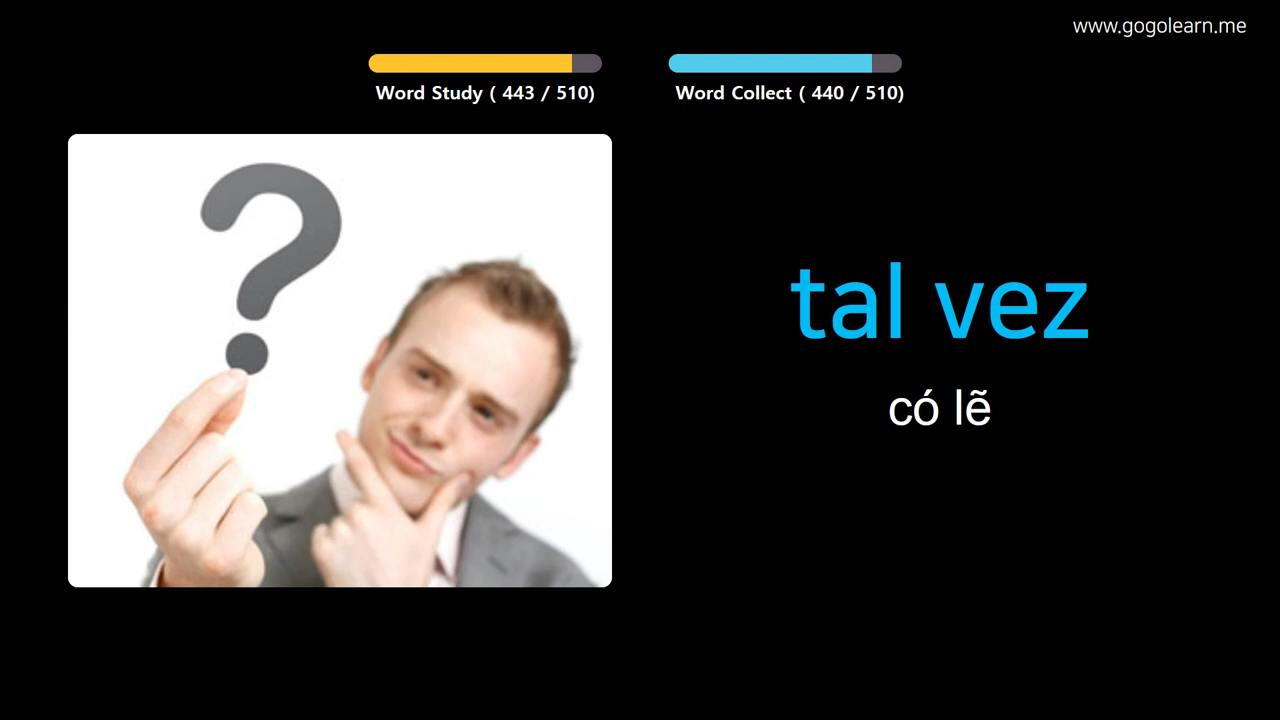 www.gogolearn.me
Word Study ( 443 / 510)
Word Collect ( 440 / 510)
?
tal vez
có lẽ